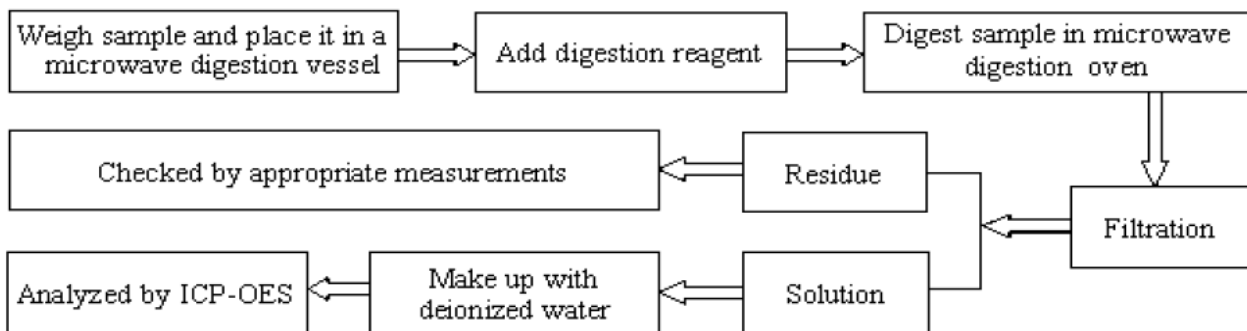 Weigh sample and place it in a
microwave digestion vessel
Add digestion reagent
Digest sample in microwave
digestion oven
Checked by appropriate measurements
Residue
Filtration
Analyzed by ICP-OES
Make up with
deionized water
Solution